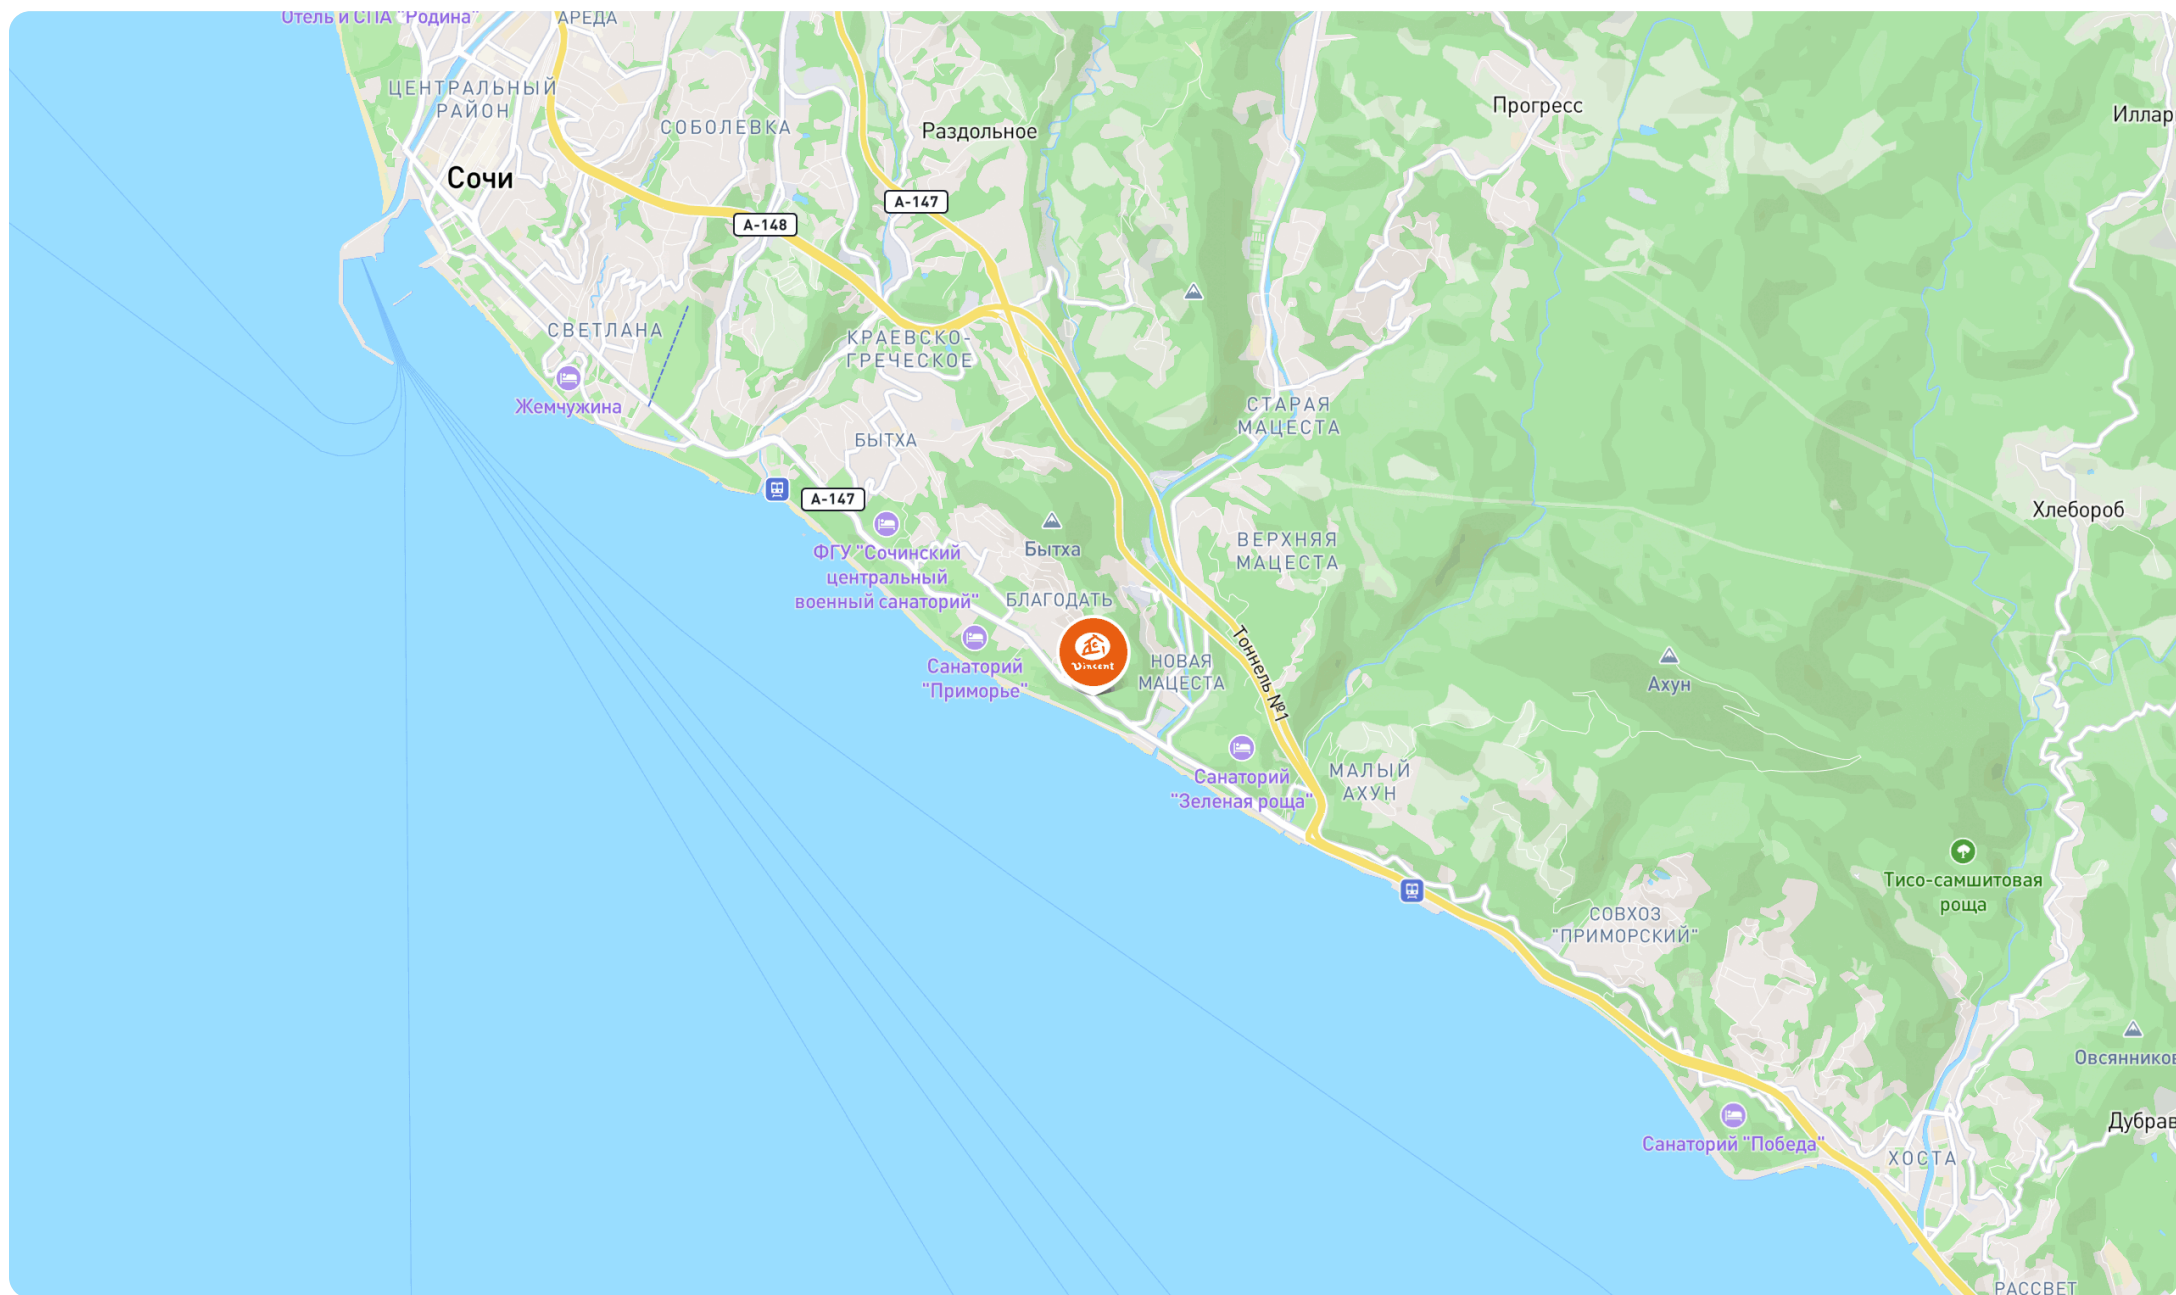 Отель и СПА "Родина"
АРЕДА
ЦЕНТРАЛЬНЫЙ
РАЙОН
СОБОЛЕВКА
Раздольное
Прогресс
Иллар
Сочи
А-147
А-148
СВЕТЛАНА
КРАЕВСКО-
ГРЕЧЕСКОЕ
Жемчужина
СТАРАЯ
МАЦЕСТА
БЫТХА
А-147
Хлебороб
ФГУ "Сочинский
центральный
военный санаторий"
Бытха
ВЕРХНЯЯ
МАЦЕСТА
БЛАГОДАТЬ
Vincent
Санаторий
"Приморье"
НОВАЯ
МАЦЕСТА
Тоннель №1
Ахун
Санаторий
"Зеленая роща"
МАЛЫЙ
АХУН
Тисо-самшитовая
роща
СОВХОЗ
"ПРИМОРСКИЙ"
Овсянников
Дубрав
Санаторий "Победа"
ХОСТА
РАССВЕТ